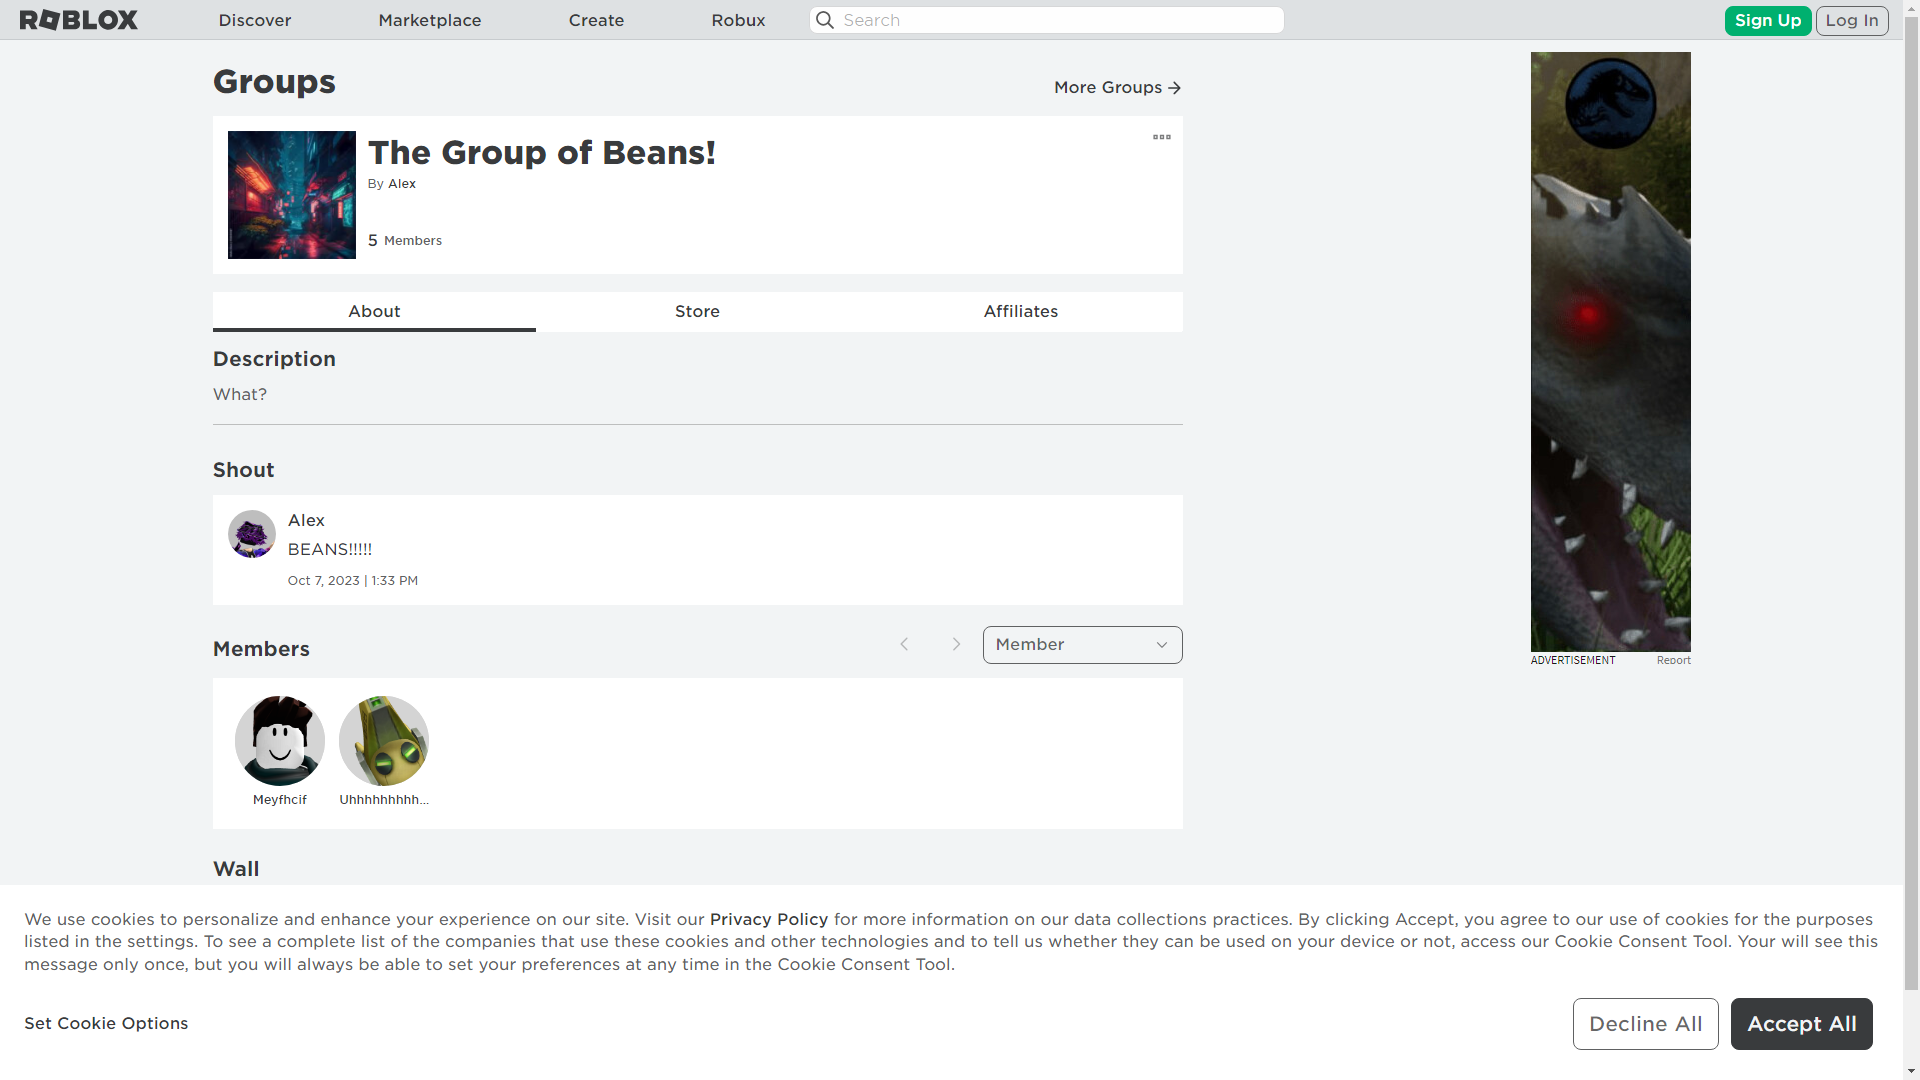 ROBLOX Discover Marketplace Create Robux Search Sign Up Log In
Groups
More Groups
The Group of Beans!
By Alex
5 Members
About Store Affiliates
Description
What?
Shout
Alex
BEANS!!!!!
Oct 7, 2023 | 1:33 PM
Members
Member
Meyfhcif Uhhhhhhhhh...
ADVERTISEMENT Report
Wall
We use cookies to personalize and enhance your experience on our site. Visit our Privacy Policy for more information on our data collections practices. By clicking Accept, you agree to our use of cookies for the purposes
listed in the settings. To see a complete list of the companies that use these cookies and other technologies and to tell us whether they can be used on your device or not, access our Cookie Consent Tool. Your will see this
message only once, but you will always be able to set your preferences at any time in the Cookie Consent Tool.
Set Cookie Options
Decline All Accept All